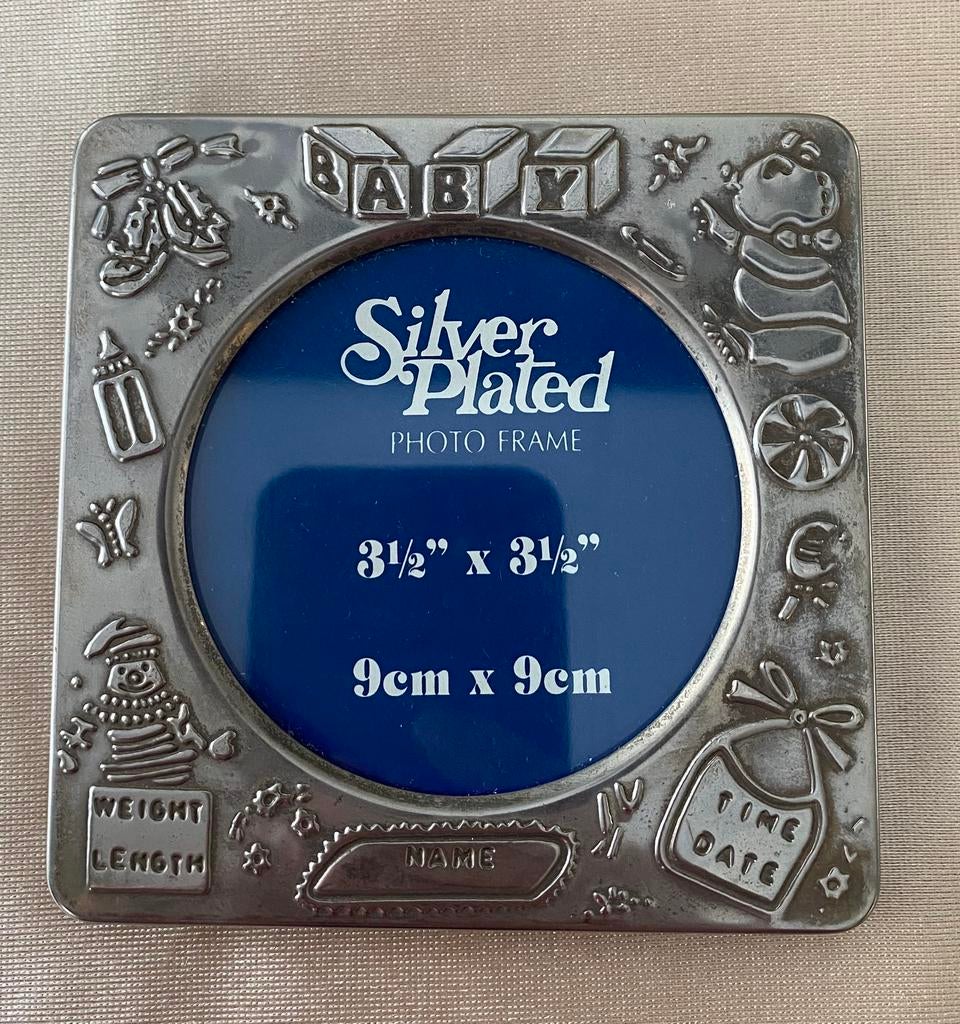 BABY
Silver
Plated
PHOTO FRAME
3½” x 3½”
9cm x 9cm
WEIGHT
LENGTH
NAME
TIME
DATE